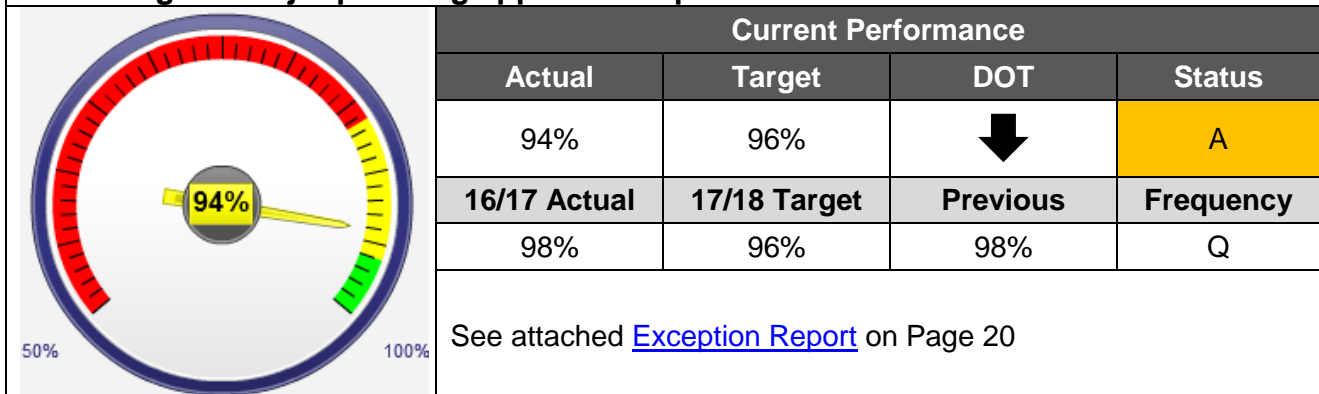 94%
50%
100%
Current Performance
Actual Target DOT Status
94% 96% A
16/17 Actual 17/18 Target Previous Frequency
98% 96% 98% Q
See attached Exception Report on Page 20